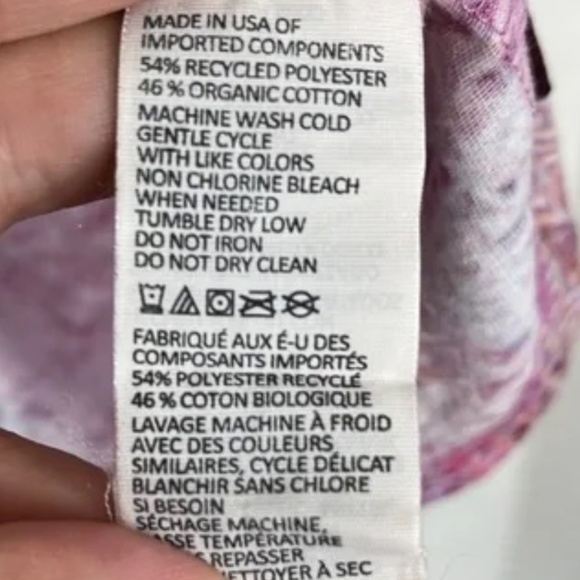 MADE IN USA OF
IMPORTED COMPONENTS
54% RECYCLED POLYESTER
46 % ORGANIC COTTON
MACHINE WASH COLD
GENTLE CYCLE
WITH LIKE COLORS
NON CHLORINE BLEACH
WHEN NEEDED
TUMBLE DRY LOW
DO NOT IRON
DO NOT DRY CLEAN
FABRIQUÉ AUX É-U DES
COMPOSANTS IMPORTÉS
54% POLYESTER RECYCLÉ
46 % COTON BIOLOGIQUE
LAVAGE MACHINE À FROID
AVEC DES COULEURS
SIMILAIRES, CYCLE DÉLICAT
BLANCHIR SANS CHLORE
SI BESOIN
SÉCHAGE MACHINE,
TEMPÉRATURE
REPASSER
À SEC